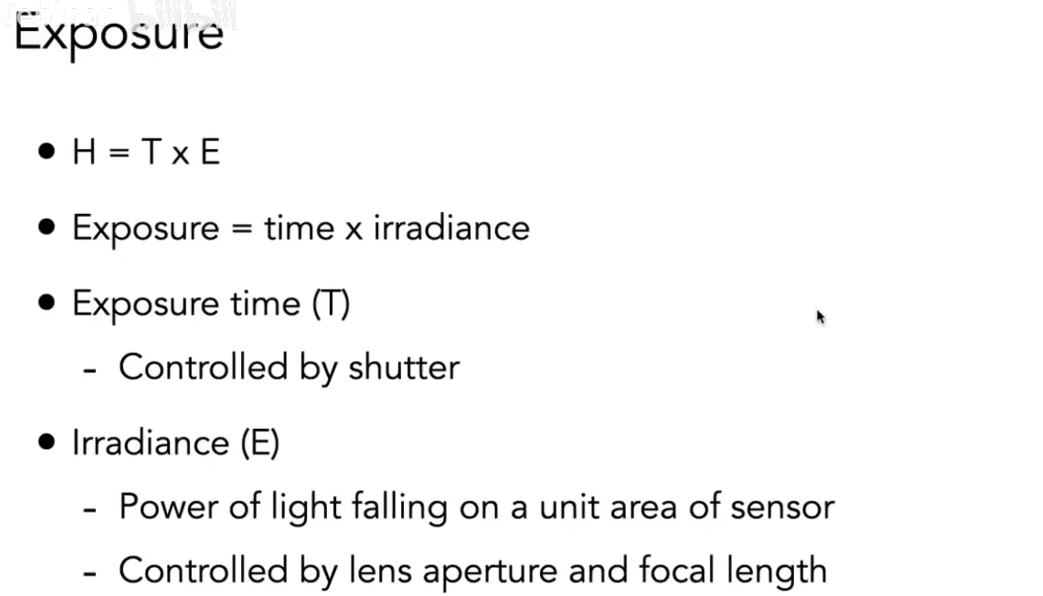 Exposure
● H = T x E
● Exposure = time x irradiance
● Exposure time (T)
- Controlled by shutter
● Irradiance (E)
- Power of light falling on a unit area of sensor
- Controlled by lens aperture and focal length